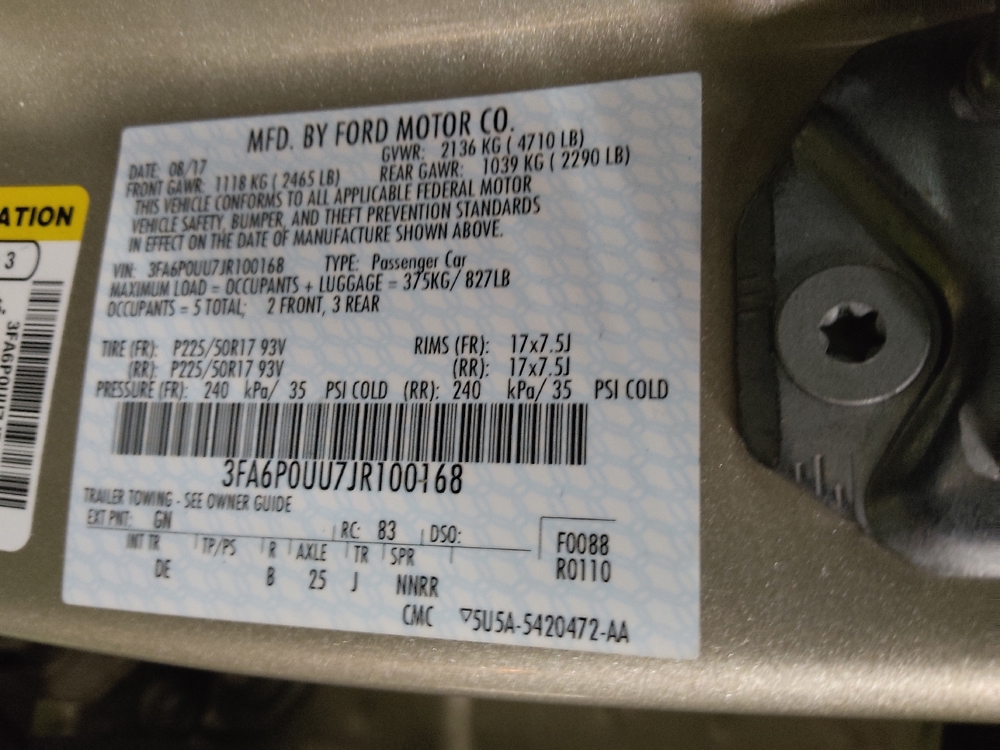 MFD. BY FORD MOTOR CO.
DATE: 08/17 GVWR: 2136 KG ( 4710 LB)
FRONT GAWR: 1118 KG ( 2465 LB) REAR GAWR: 1039 KG ( 2290 LB)
THIS VEHICLE CONFORMS TO ALL APPLICABLE FEDERAL MOTOR
VEHICLE SAFETY, BUMPER, AND THEFT PREVENTION STANDARDS
IN EFFECT ON THE DATE OF MANUFACTURE SHOWN ABOVE.
VIN: 3FA6P0UU7JR100168 TYPE: Passenger Car
MAXIMUM LOAD = OCCUPANTS + LUGGAGE = 375KG/ 827LB
OCCUPANTS = 5 TOTAL; 2 FRONT, 3 REAR
TIRE (FR): P225/50R17 93V RIMS (FR): 17x7.5J
(RR): P225/50R17 93V (RR): 17x7.5J
PRESSURE (FR): 240 kPa/ 35 PSI COLD (RR): 240 kPa/ 35 PSI COLD
3FA6P0UU7JR100168
TRAILER TOWING - SEE OWNER GUIDE
EXT PNT: GN RC: 83 DSO: F0088
INT TR TP/PS R AXLE TR SPR R0110
DE B 25 J NNRR
CMC ▽5U5A-5420472-AA
ATION
3